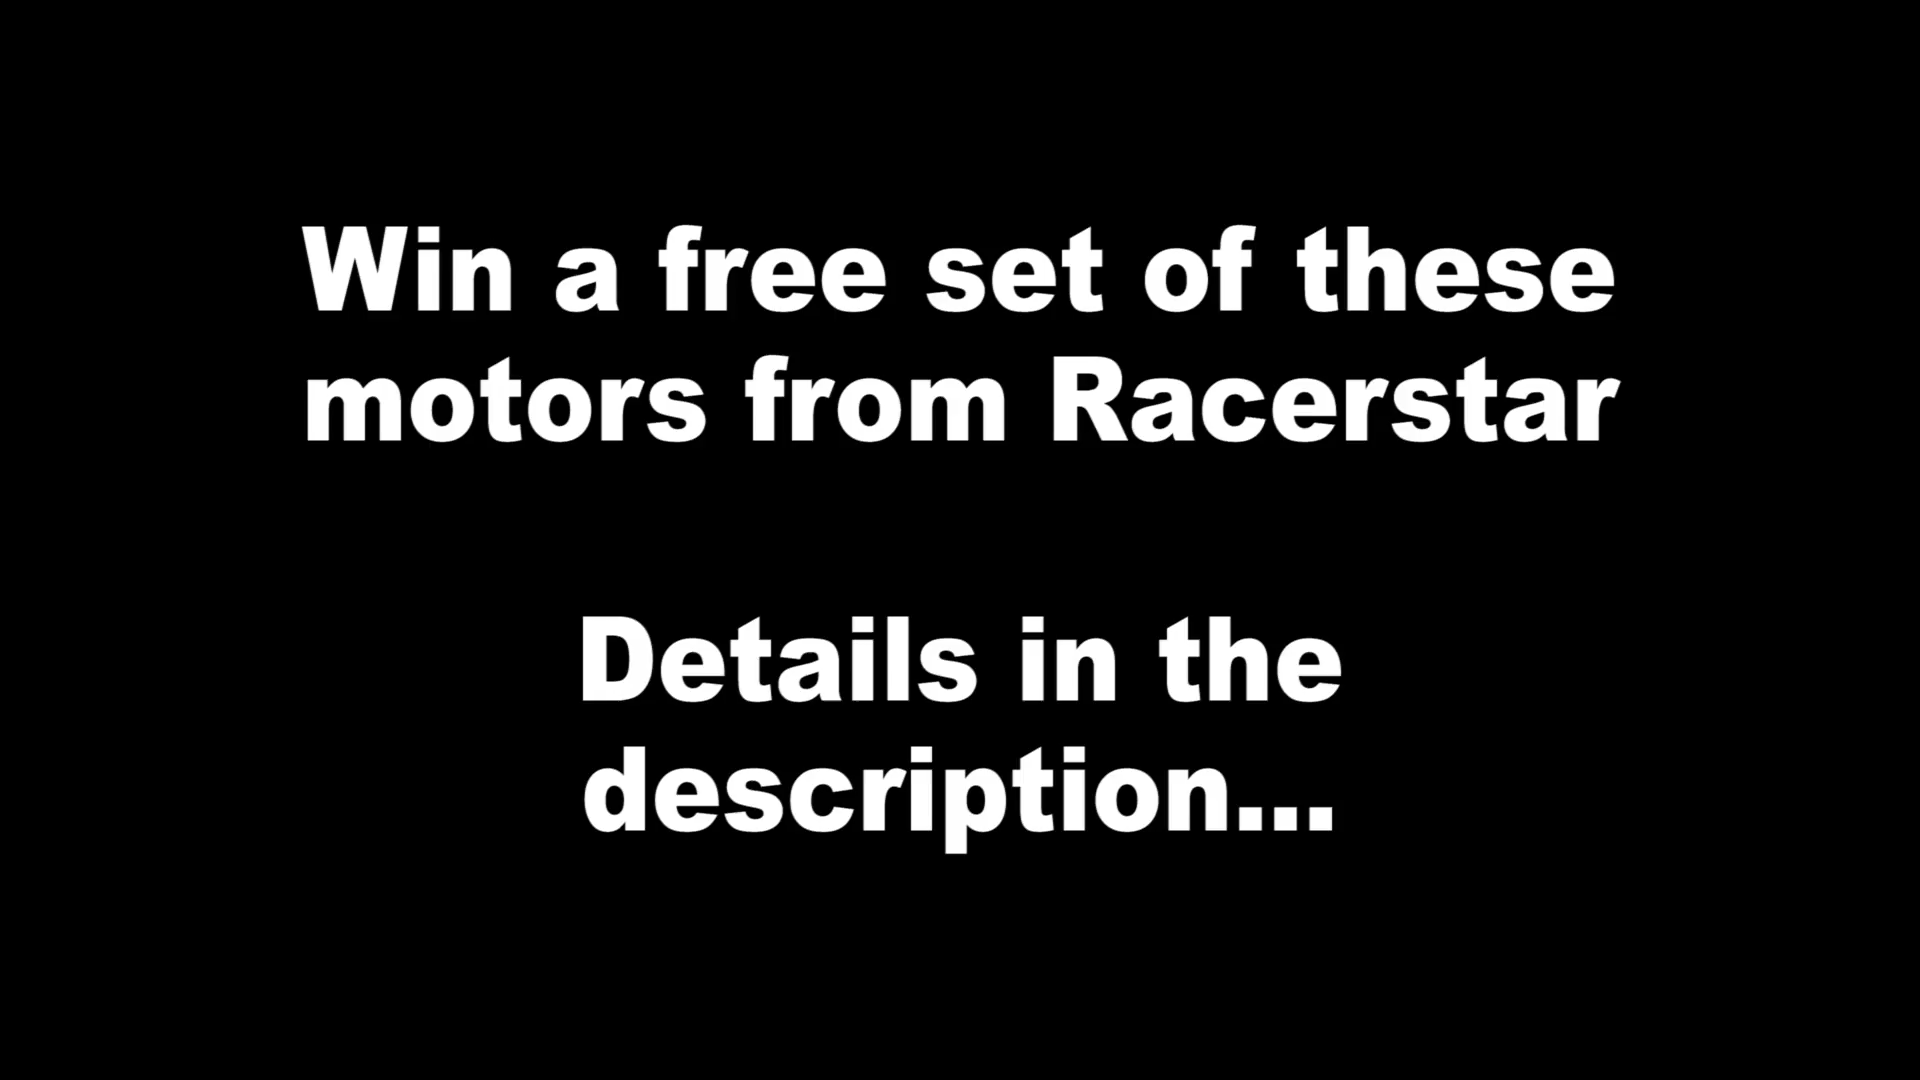 Win a free set of these
motors from Racerstar
Details in the
description...